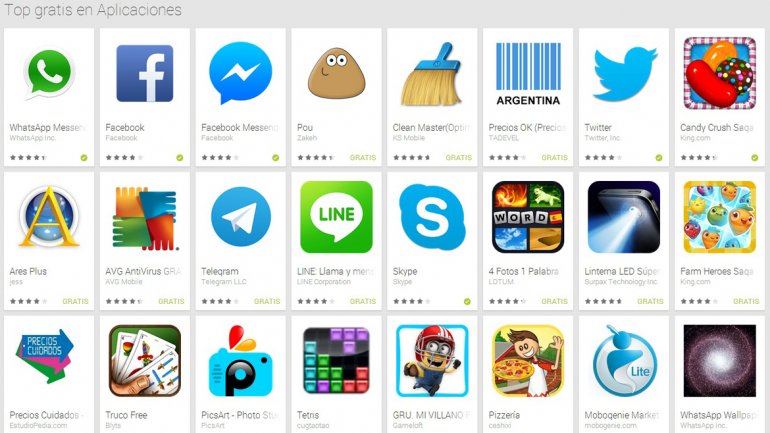 Top gratis en Aplicaciones
ARGENTINA
WhatsApp Messen
Facebook
Facebook Messeng
Pou
Clean Master(Optim
Precios OK (Precios
Twitter
Candy Crush Saga
WhatsApp Inc.
Facebook
Facebook
Zakeh
KS Mobile
TADEVEL
Twitter, Inc.
King.com
GRATIS
GRATIS
GRATIS
LINE
W O R D
Ares Plus
AVG AntiVirus GRA
Telegram
LINE: Llama y mens
Skype
4 Fotos 1 Palabra
Linterna LED Súper
Farm Heroes Saga
jess
AVG Mobile
Telegram LLC
LINE Corporation
Skype
LOTUM
Surpax Technology Inc.
King.com
GRATIS
GRATIS
GRATIS
GRATIS
GRATIS
GRATIS
GRATIS
PRECIOS
CUIDADOS
Lite
Precios Cuidados -
Truco Free
PicsArt - Photo Stu
Tetris
GRU. MI VILLANO F
Pizzería
Mobogenie Market
WhatsApp Wallpap
EstudioPedia.com
Blyts
PicsArt
cugtaotao
Gameloft
ceshixi
mobogenie.com
Ultimate Group